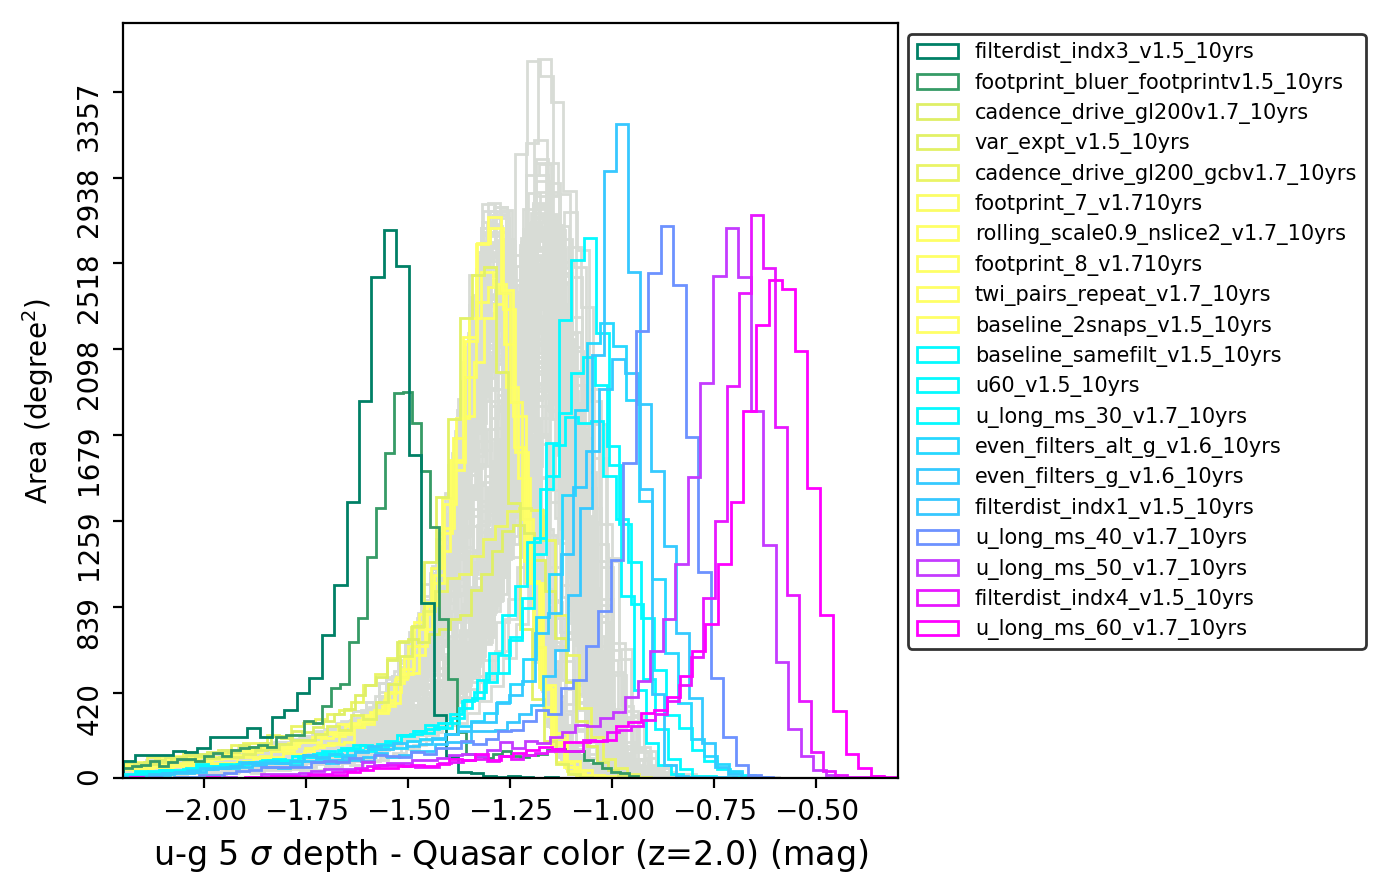 filterdist_indx3_v1.5_10yrs
footprint_bluer_footprintv1.5_10yrs
cadence_drive_gl200v1.7_10yrs
var_expt_v1.5_10yrs
cadence_drive_gl200_gcbv1.7_10yrs
footprint_7_v1.710yrs
rolling_scale0.9_nslice2_v1.7_10yrs
footprint_8_v1.710yrs
twi_pairs_repeat_v1.7_10yrs
baseline_2snaps_v1.5_10yrs
baseline_samefilt_v1.5_10yrs
u60_v1.5_10yrs
u_long_ms_30_v1.7_10yrs
even_filters_alt_g_v1.6_10yrs
even_filters_g_v1.6_10yrs
filterdist_indx1_v1.5_10yrs
u_long_ms_40_v1.7_10yrs
u_long_ms_50_v1.7_10yrs
filterdist_indx4_v1.5_10yrs
u_long_ms_60_v1.7_10yrs
Area (degree²)
3357
2938
2518
2098
1679
1259
839
420
0
−2.00 −1.75 −1.50 −1.25 −1.00 −0.75 −0.50
u-g 5 σ depth - Quasar color (z=2.0) (mag)